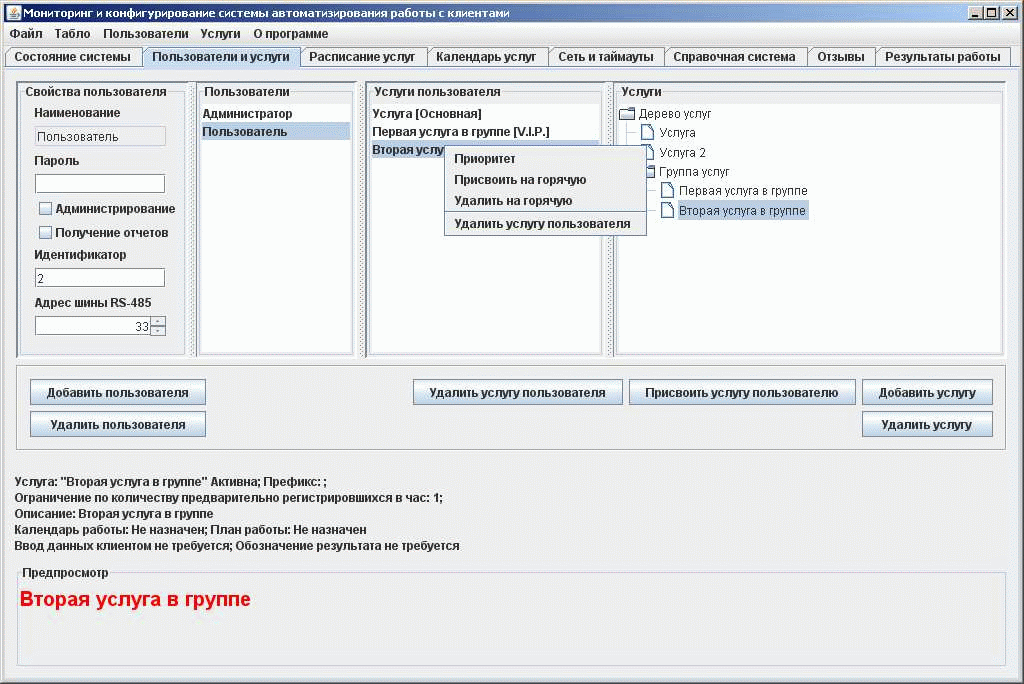 Мониторинг и конфигурирование системы автоматизирования работы с клиентами
Файл Табло Пользователи Услуги О программе
Состояние системы Пользователи и услуги Расписание услуг Календарь услуг Сеть и таймауты Справочная система Отзывы Результаты работы
Свойства пользователя
Наименование
Пользователь
Пароль
Администрирование
Получение отчетов
Идентификатор
2
Адрес шины RS-485
33
Пользователи
Администратор
Пользователь
Услуги пользователя
Услуга [Основная]
Первая услуга в группе [V.I.P.]
Вторая услу
Приоритет
Присвоить на горячую
Удалить на горячую
Удалить услугу пользователя
Услуги
Дерево услуг
Услуга
Услуга 2
Группа услуг
Первая услуга в группе
Вторая услуга в группе
Добавить пользователя Удалить услугу пользователя Присвоить услугу пользователю Добавить услугу
Удалить пользователя Удалить услугу
Услуга: "Вторая услуга в группе" Активна; Префикс: ;
Ограничение по количеству предварительно регистрировшихся в час: 1;
Описание: Вторая услуга в группе
Календарь работы: Не назначен; План работы: Не назначен
Ввод данных клиентом не требуется; Обозначение результата не требуется
Предпросмотр
Вторая услуга в группе